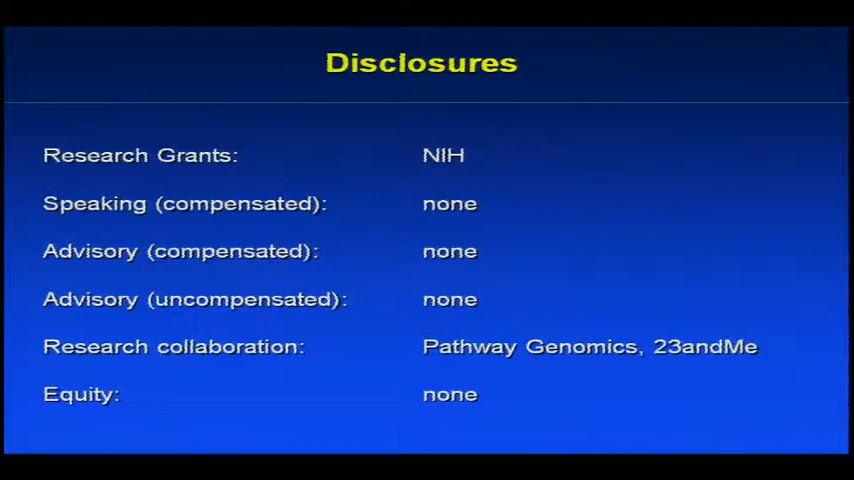 Disclosures
Research Grants: NIH
Speaking (compensated): none
Advisory (compensated): none
Advisory (uncompensated): none
Research collaboration: Pathway Genomics, 23andMe
Equity: none